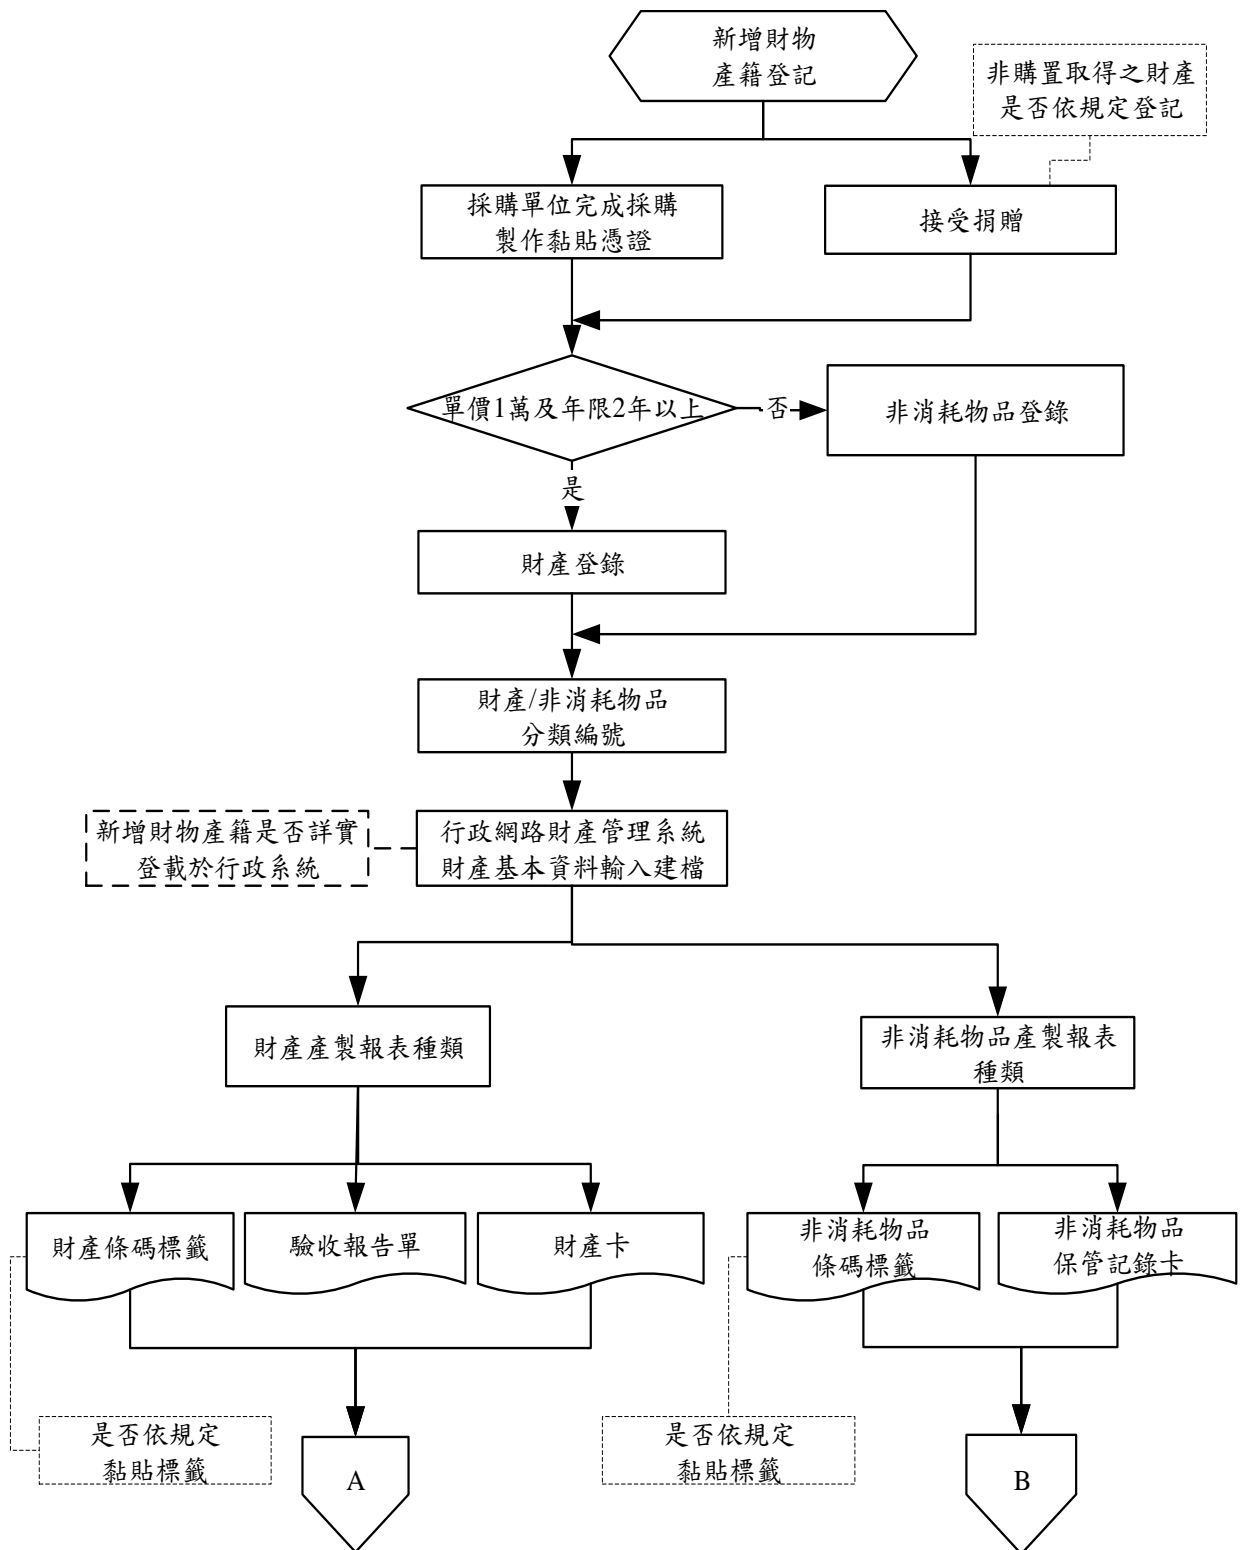 新增財物
產籍登記
非購置取得之財產
是否依規定登記
採購單位完成採購
製作黏貼憑證
接受捐贈
單價1萬及年限2年以上
否
非消耗物品登錄
是
財產登錄
財產/非消耗物品
分類編號
新增財物產籍是否詳實
登載於行政系統
行政網路財產管理系統
財產基本資料輸入建檔
財產產製報表種類
非消耗物品產製報表
種類
財產條碼標籤
驗收報告單
財產卡
非消耗物品
條碼標籤
非消耗物品
保管記錄卡
是否依規定
黏貼標籤
A
是否依規定
黏貼標籤
B